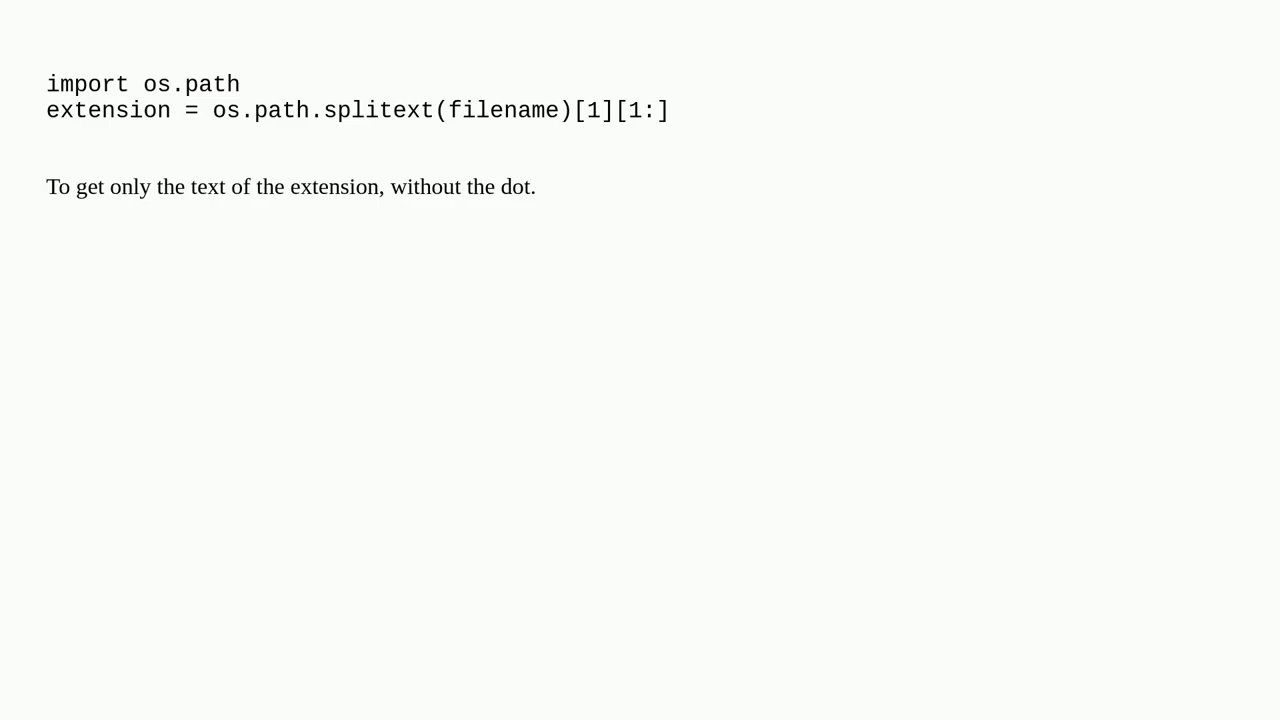 import os.path
extension = os.path.splitext(filename)[1][1:]
To get only the text of the extension, without the dot.